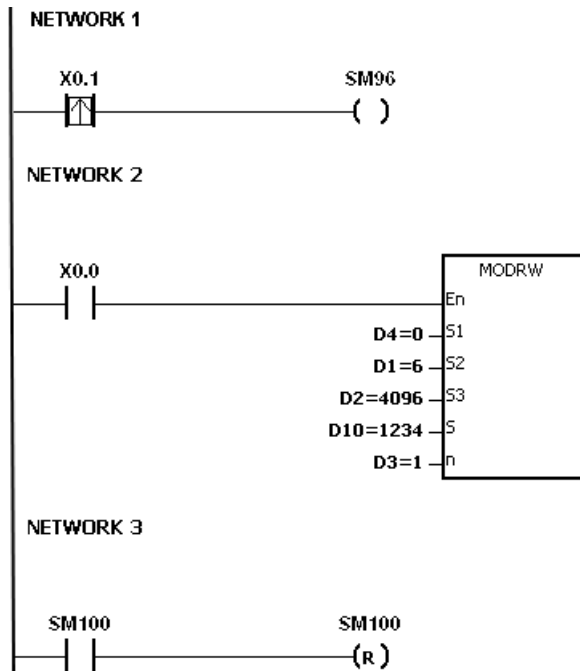 NETWORK 1
X0.1 SM96
( )
NETWORK 2
X0.0
MODRW
En
D4=0 S1
D1=6 S2
D2=4096 S3
D10=1234 S
D3=1 n
NETWORK 3
SM100 SM100
(R)